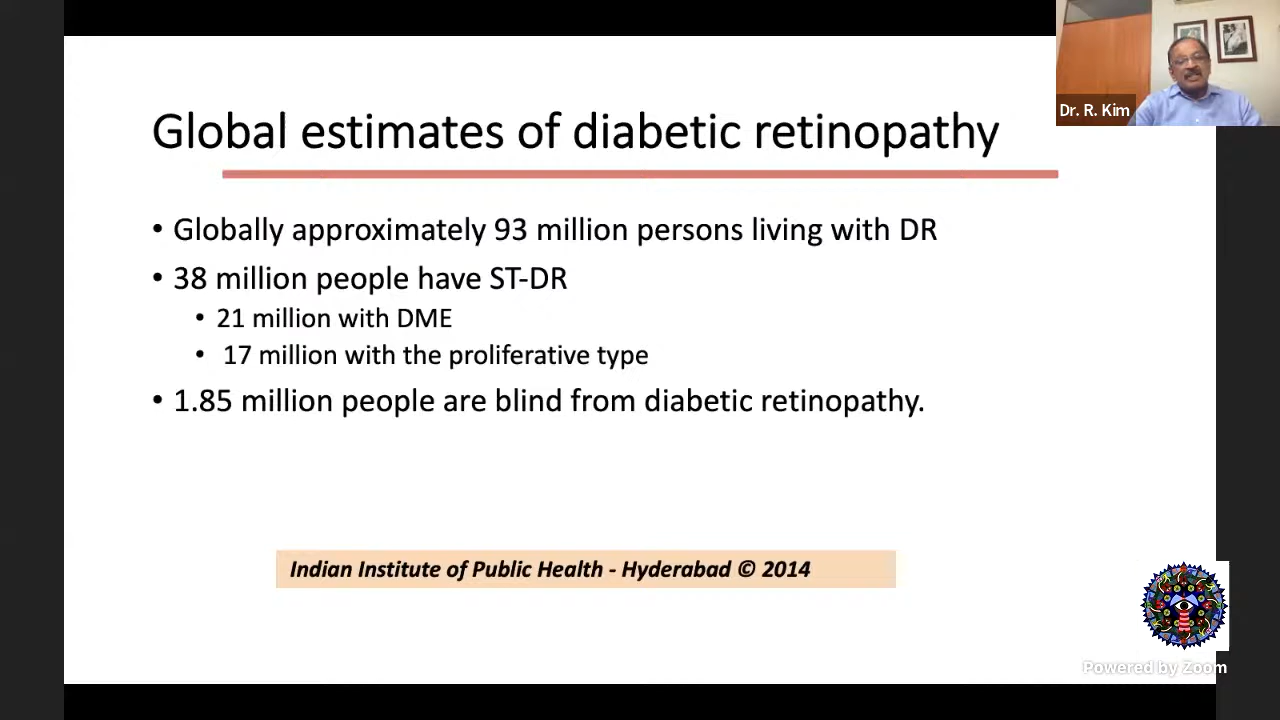 Dr. R. Kim
Global estimates of diabetic retinopathy
• Globally approximately 93 million persons living with DR
• 38 million people have ST-DR
• 21 million with DME
• 17 million with the proliferative type
• 1.85 million people are blind from diabetic retinopathy.
Indian Institute of Public Health - Hyderabad © 2014
Powered by Zoom